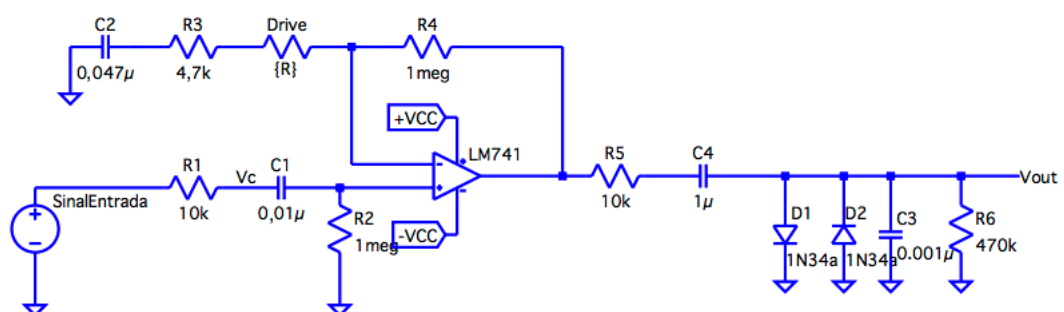 C2
R3
Drive
R4
0,047µ
4,7k
{R}
1meg
+VCC
LM741
R1
Vc
C1
R5
C4
SinalEntrada
10k
0,01µ
R2
1meg
-VCC
10k
1µ
Vout
D1
D2
C3
R6
1N34a
1N34a
0.001µ
470k